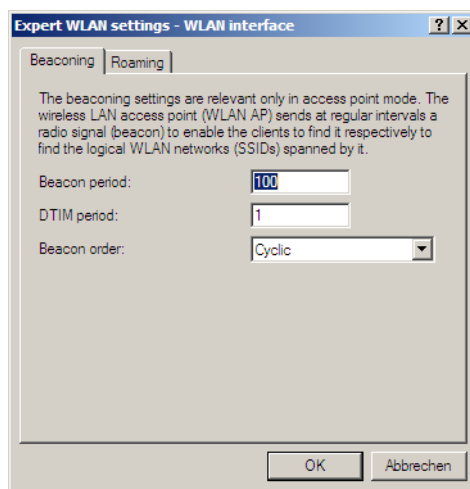 Expert WLAN settings - WLAN interface
Beaconing
Roaming
The beaconing settings are relevant only in access point mode. The
wireless LAN access point (WLAN AP) sends at regular intervals a
radio signal (beacon) to enable the clients to find it respectively to
find the logical WLAN networks (SSIDs) spanned by it.
Beacon period: 100
DTIM period: 1
Beacon order: Cyclic
OK Abbrechen